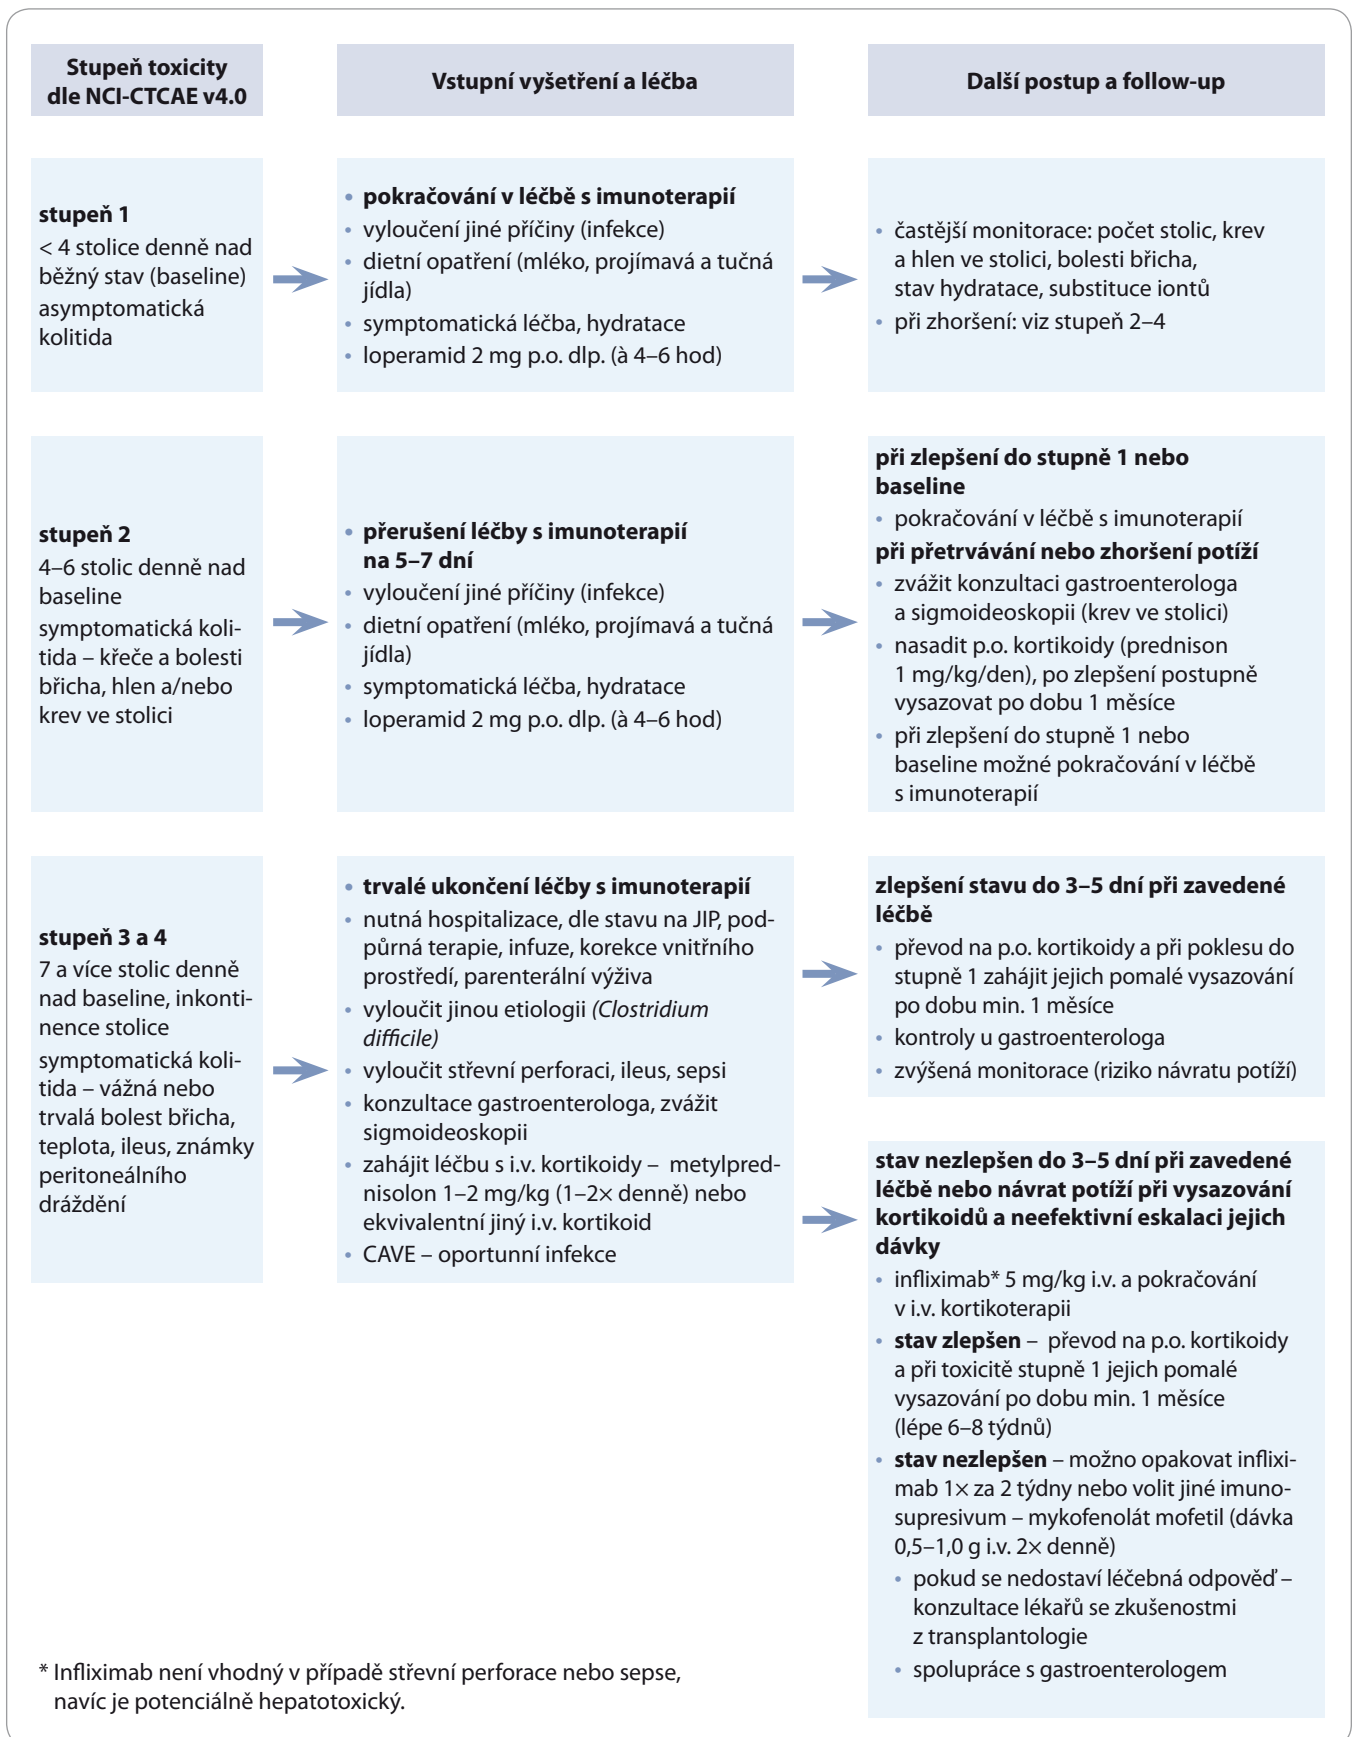 Stupeň toxicity
dle NCI-CTCAE v4.0
Vstupní vyšetření a léčba
Další postup a follow-up
stupeň 1
< 4 stolice denně nad
běžný stav (baseline)
asymptomatická
kolitida
• pokračování v léčbě s imunoterapií
• vyloučení jiné příčiny (infekce)
• dietní opatření (mléko, projímavá a tučná
jídla)
• symptomatická léčba, hydratace
• loperamid 2 mg p.o. dlp. (à 4–6 hod)
• častější monitorace: počet stolic, krev
a hlen ve stolici, bolesti břicha,
stav hydratace, substituce iontů
• při zhoršení: viz stupeň 2–4
stupeň 2
4–6 stolic denně nad
baseline
symptomatická koli-
tida – křeče a bolesti
břicha, hlen a/nebo
krev ve stolici
• přerušení léčby s imunoterapií
na 5–7 dní
• vyloučení jiné příčiny (infekce)
• dietní opatření (mléko, projímavá a tučná
jídla)
• symptomatická léčba, hydratace
• loperamid 2 mg p.o. dlp. (à 4–6 hod)
při zlepšení do stupně 1 nebo
baseline
• pokračování v léčbě s imunoterapií
při přetrvávání nebo zhoršení potíží
• zvážit konzultaci gastroenterologa
a sigmoideoskopii (krev ve stolici)
• nasadit p.o. kortikoidy (prednison
1 mg/kg/den), po zlepšení postupně
vysazovat po dobu 1 měsíce
• při zlepšení do stupně 1 nebo
baseline možné pokračování v léčbě
s imunoterapií
stupeň 3 a 4
7 a více stolic denně
nad baseline, inkonti-
nence stolice
symptomatická koli-
tida – vážná nebo
trvalá bolest břicha,
teplota, ileus, známky
peritoneálního
dráždění
• trvalé ukončení léčby s imunoterapií
• nutná hospitalizace, dle stavu na JIP, pod-
půrná terapie, infuze, korekce vnitřního
prostředí, parenterální výživa
• vyloučit jinou etiologii (Clostridium
difficile)
• vyloučit střevní perforaci, ileus, sepsi
• konzultace gastroenterologa, zvážit
sigmoideoskopii
• zahájit léčbu s i.v. kortikoidy – metylpred-
nisolon 1–2 mg/kg (1–2× denně) nebo
ekvivalentní jiný i.v. kortikoid
• CAVE – oportunní infekce
zlepšení stavu do 3–5 dní při zavedené
léčbě
• převod na p.o. kortikoidy a při poklesu do
stupně 1 zahájit jejich pomalé vysazování
po dobu min. 1 měsíce
• kontroly u gastroenterologa
• zvýšená monitorace (riziko návratu potíží)
stav nezlepšen do 3–5 dní při zavedené
léčbě nebo návrat potíží při vysazování
kortikoidů a neefektivní eskalaci jejich
dávky
• infliximab* 5 mg/kg i.v. a pokračování
v i.v. kortikoterapii
• stav zlepšen – převod na p.o. kortikoidy
a při toxicitě stupně 1 jejich pomalé
vysazování po dobu min. 1 měsíce
(lépe 6–8 týdnů)
• stav nezlepšen – možno opakovat inflixi-
mab 1× za 2 týdny nebo volit jiné imuno-
supresivum – mykofenolát mofetil (dávka
0,5–1,0 g i.v. 2× denně)
• pokud se nedostaví léčebná odpověď –
konzultace lékařů se zkušenostmi
z transplantologie
• spolupráce s gastroenterologem
* Infliximab není vhodný v případě střevní perforace nebo sepse,
navíc je potenciálně hepatotoxický.